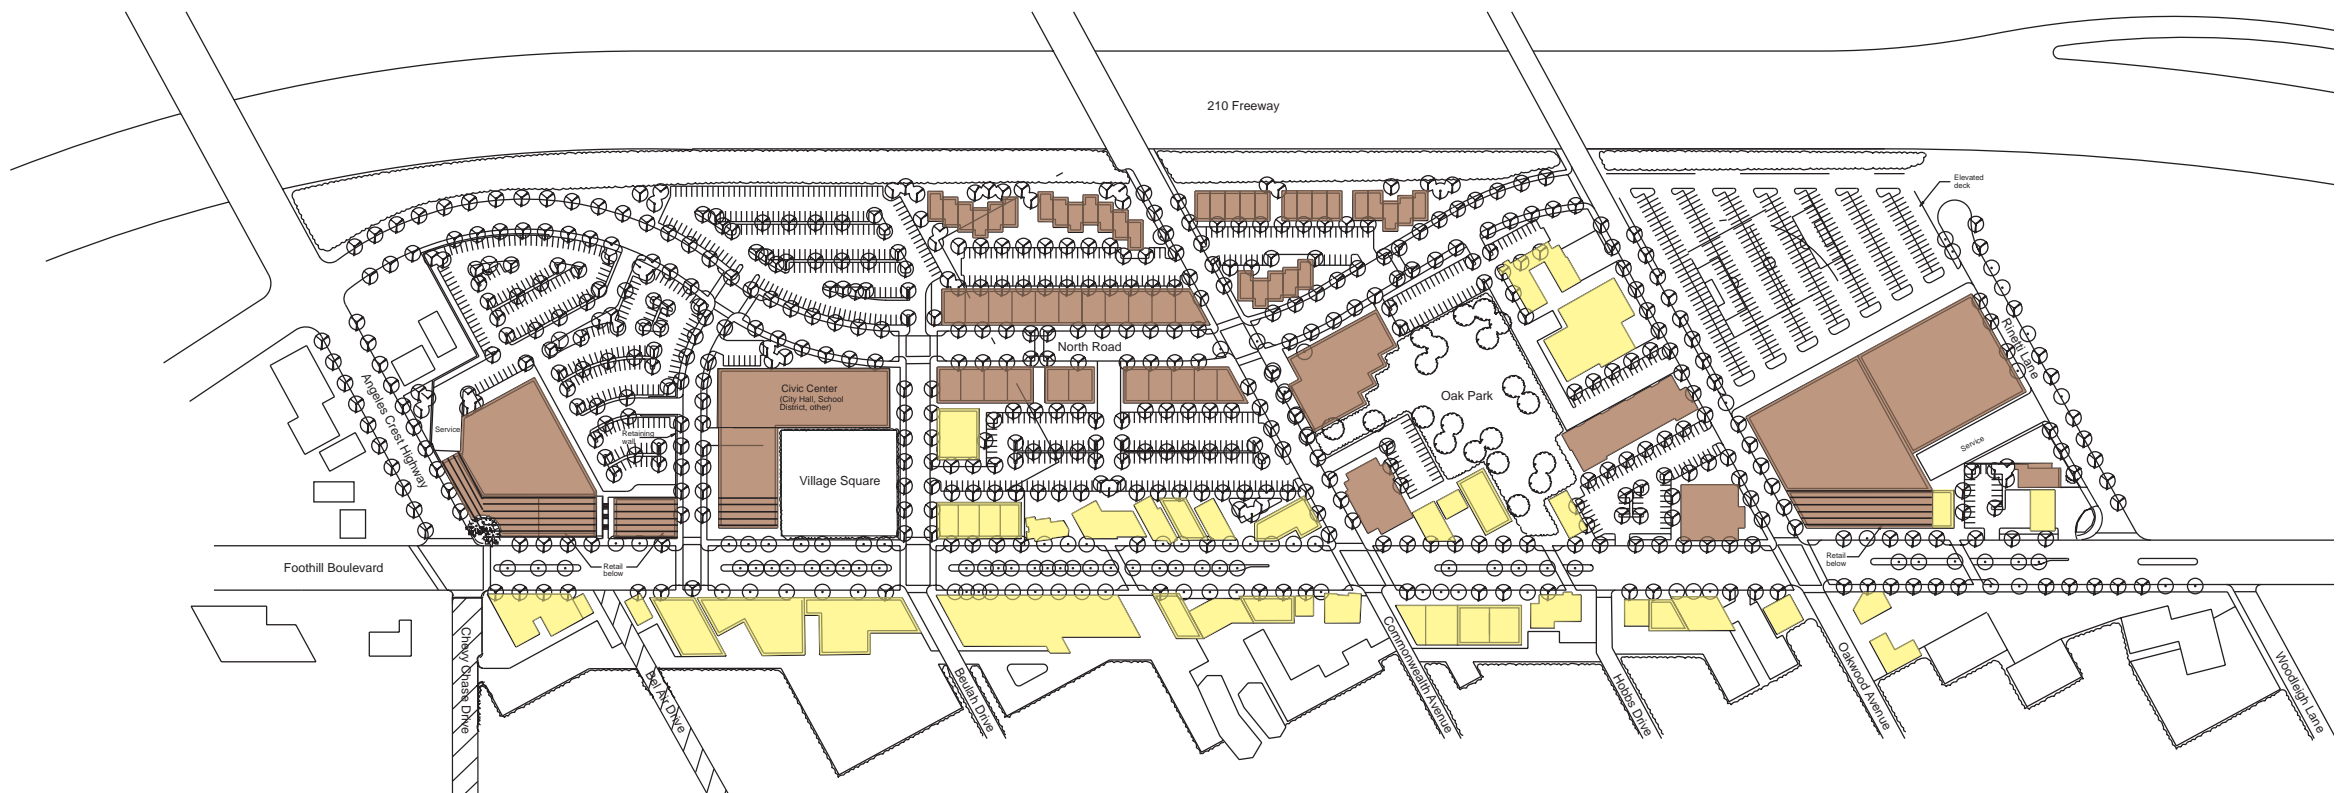 210 Freeway
Elevated
deck
North Road
Rinetti Lane
Civic Center
(City Hall, School
District, other)
Oak Park
Angeles Crest Highway
Service
Retaining
wall
Service
Village Square
Foothill Boulevard
Retail
below
Retail
below
Chevy Chase Drive
Bel Air Drive
Beulah Drive
Commonwealth Avenue
Hobbs Drive
Oakwood Avenue
Woodleigh Lane